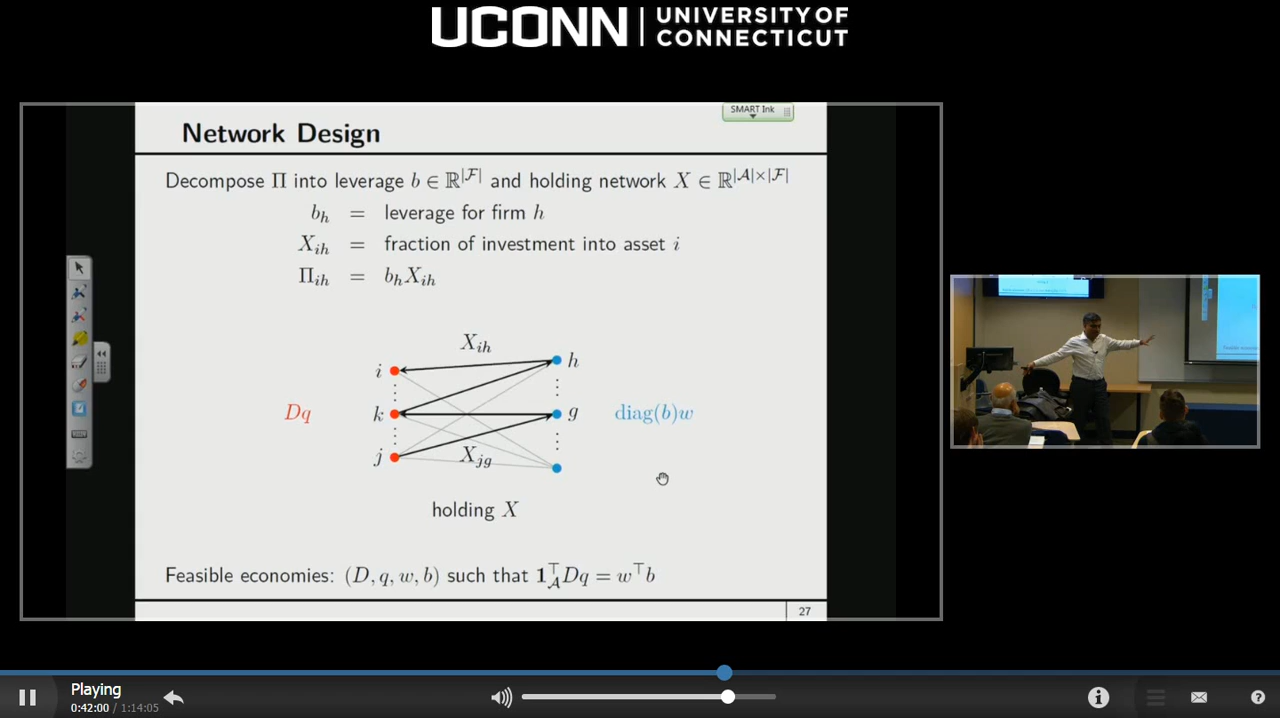 UCONN | UNIVERSITY OF CONNECTICUT
SMART Ink
Network Design
Decompose Π into leverage b ∈ ℝ^|𝓕| and holding network X ∈ ℝ^|𝓐|×|𝓕|
b_h = leverage for firm h
X_ih = fraction of investment into asset i
Π_ih = b_h X_ih
X_ih
i h
Dq k g diag(b)w
j X_jg
holding X
Feasible economies: (D, q, w, b) such that 𝟏_𝓐^⊤ Dq = w^⊤ b
27
Playing
0:42:00 / 1:14:05